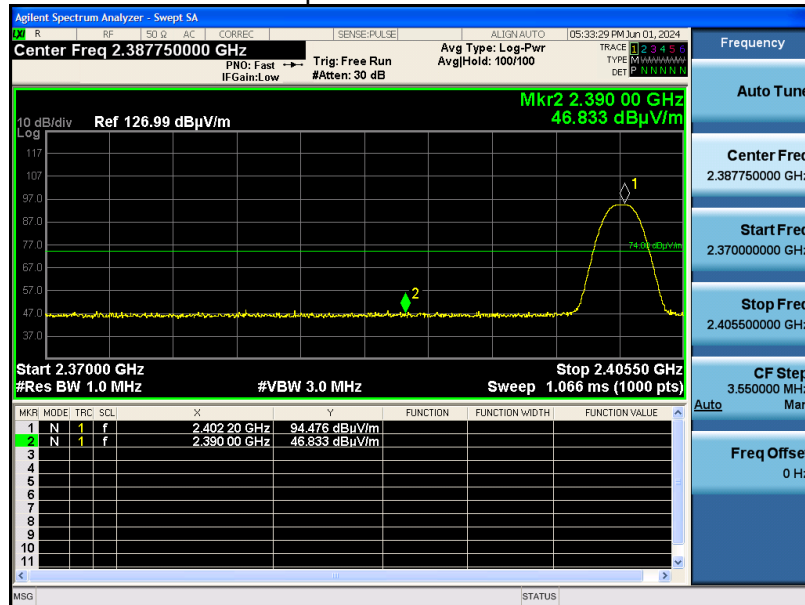 Agilent Spectrum Analyzer - Swept SA
LXI R RF 50 Ω AC CORREC SENSE:PULSE ALIGN AUTO 05:33:29 PM Jun 01, 2024
Center Freq 2.387750000 GHz
PNO: Fast
IFGain:Low
Trig: Free Run
#Atten: 30 dB
Avg Type: Log-Pwr
Avg|Hold: 100/100
TRACE 1 2 3 4 5 6
TYPE M
DET P N N N N N
Mkr2 2.390 00 GHz
46.833 dBµV/m
10 dB/div Ref 126.99 dBµV/m
Log
117
107
97.0
87.0
77.0
67.0
57.0
47.0
37.0
1
74.00 dBµV/m
2
Start 2.37000 GHz Stop 2.40550 GHz
#Res BW 1.0 MHz #VBW 3.0 MHz Sweep 1.066 ms (1000 pts)
MKR MODE TRC SCL X Y FUNCTION FUNCTION WIDTH FUNCTION VALUE
1 N 1 f 2.402 20 GHz 94.476 dBµV/m
2 N 1 f 2.390 00 GHz 46.833 dBµV/m
3
4
5
6
7
8
9
10
11
MSG STATUS
Frequency
Auto Tune
Center Freq
2.387750000 GHz
Start Freq
2.370000000 GHz
Stop Freq
2.405500000 GHz
CF Step
3.550000 MHz
Auto Man
Freq Offset
0 Hz